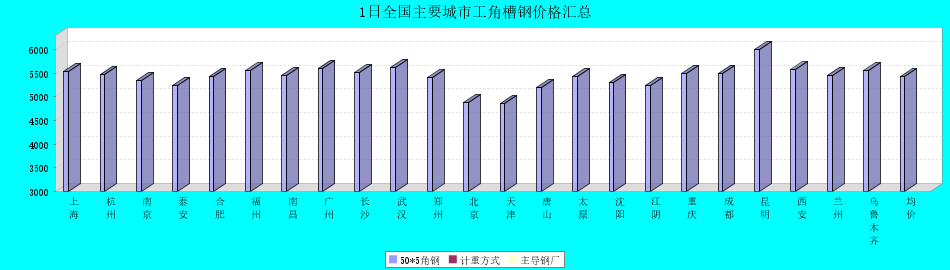 1日全国主要城市工角槽钢价格汇总
6000
5500
5000
4500
4000
3500
3000
上海
杭州
南京
泰安
合肥
福州
南昌
广州
长沙
武汉
郑州
北京
天津
唐山
太原
沈阳
江阴
重庆
成都
昆明
西安
兰州
乌鲁木齐
均价
50*5角钢 计重方式 主导钢厂